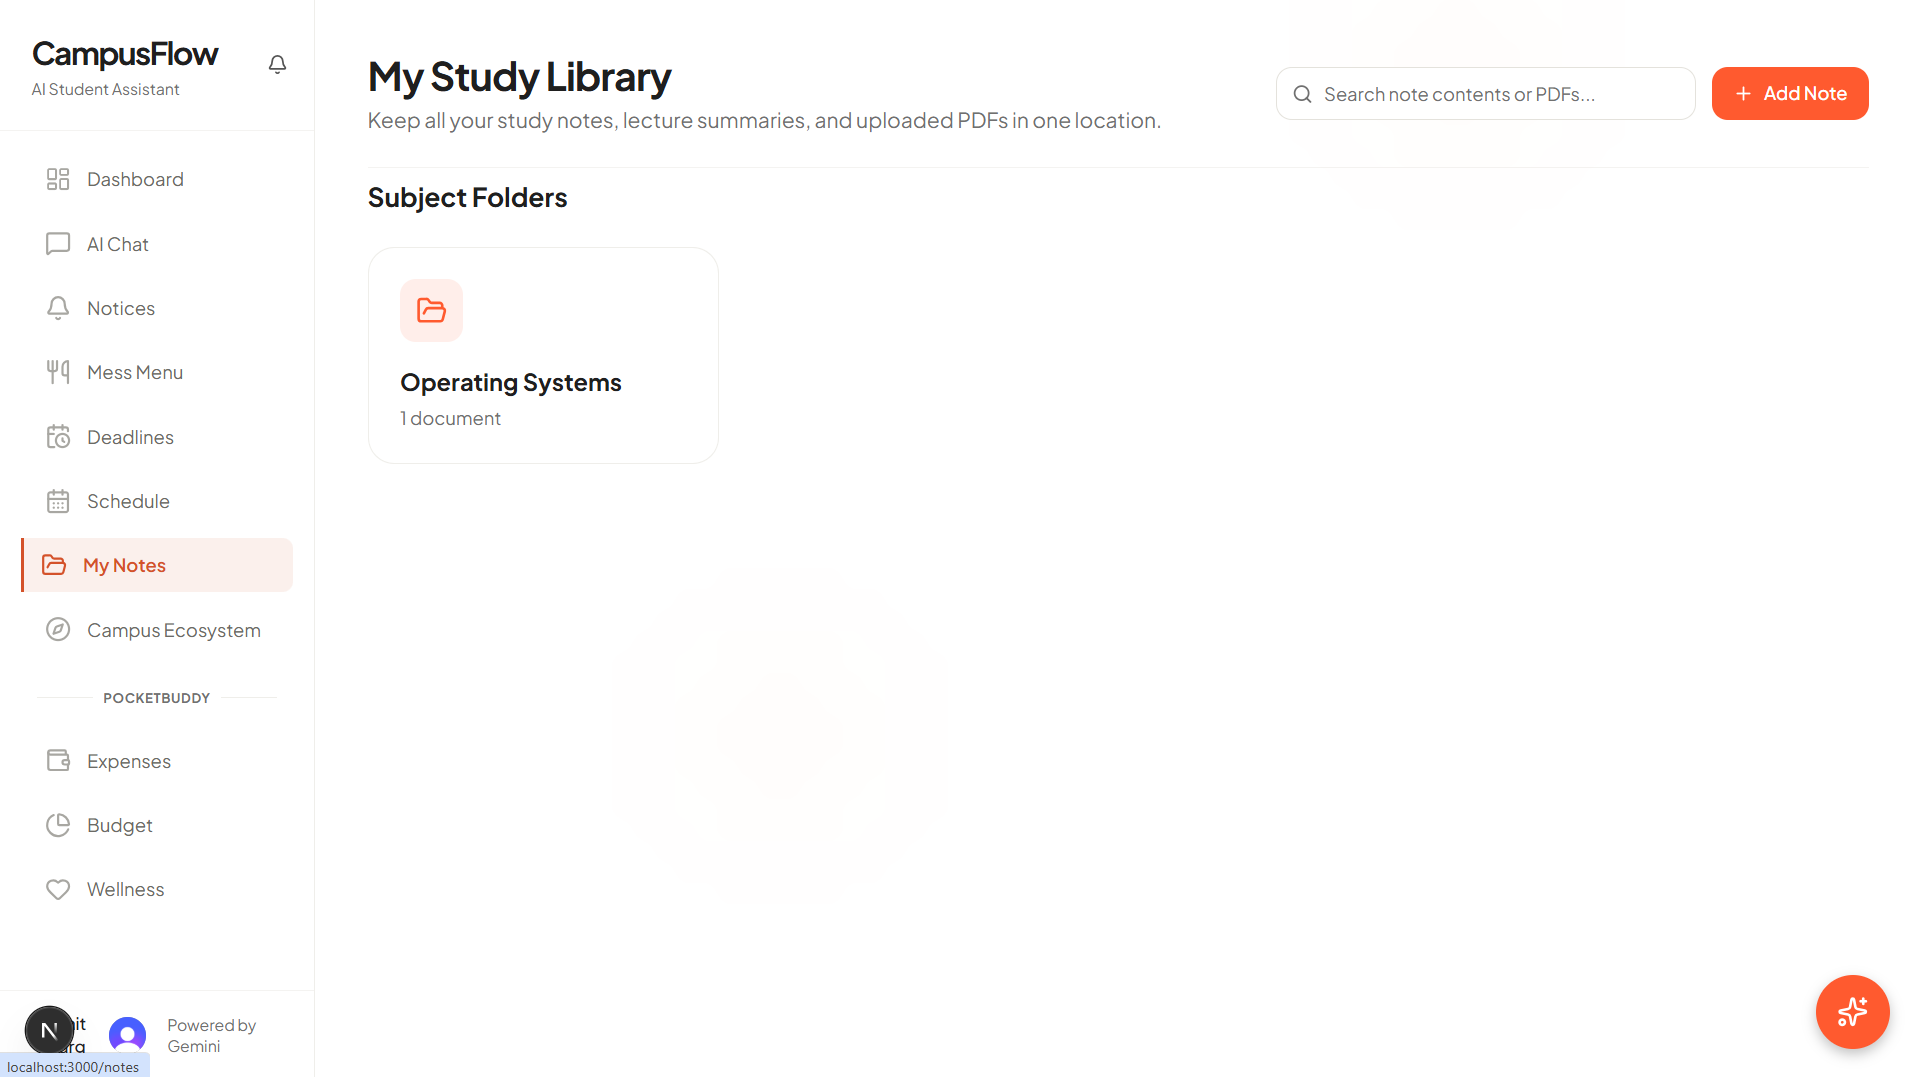 CampusFlow
AI Student Assistant
Dashboard
AI Chat
Notices
Mess Menu
Deadlines
Schedule
My Notes
Campus Ecosystem
POCKETBUDDY
Expenses
Budget
Wellness
N
Powered by
Gemini
localhost:3000/notes
My Study Library
Keep all your study notes, lecture summaries, and uploaded PDFs in one location.
Search note contents or PDFs...
+ Add Note
Subject Folders
Operating Systems
1 document